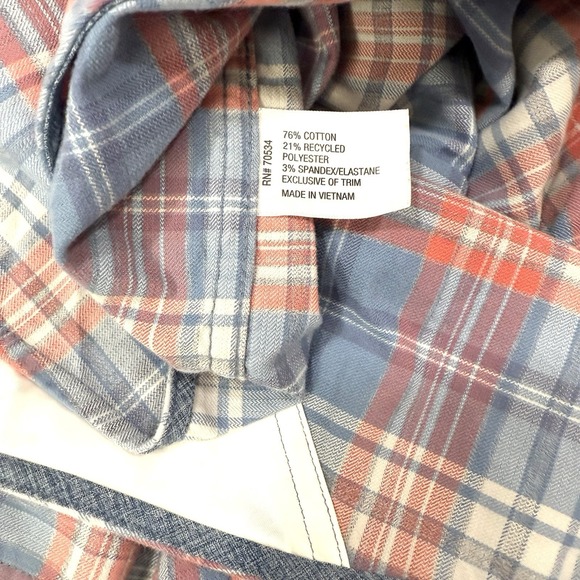 RN# 70534
76% COTTON
21% RECYCLED
POLYESTER
3% SPANDEX/ELASTANE
EXCLUSIVE OF TRIM
MADE IN VIETNAM